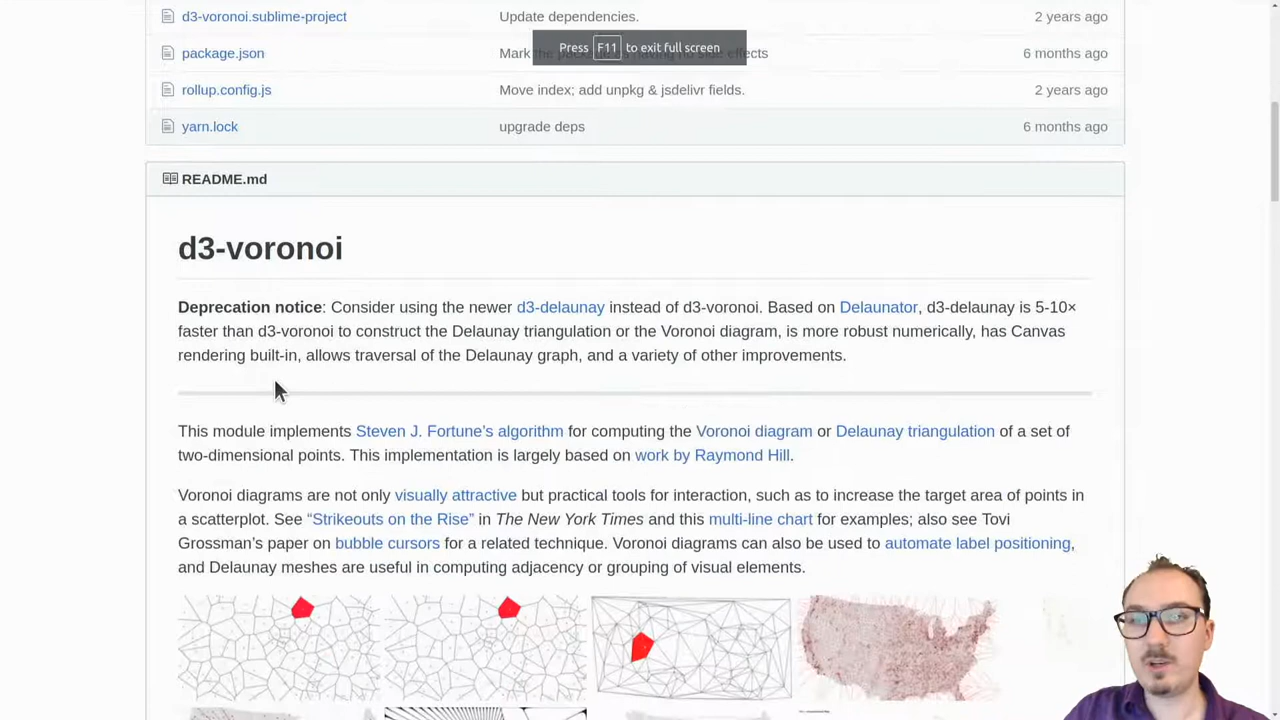 d3-voronoi.sublime-project Update dependencies. 2 years ago
Press F11 to exit full screen
package.json Mark effects 6 months ago
rollup.config.js Move index; add unpkg & jsdelivr fields. 2 years ago
yarn.lock upgrade deps 6 months ago
README.md
d3-voronoi
Deprecation notice: Consider using the newer d3-delaunay instead of d3-voronoi. Based on Delaunator, d3-delaunay is 5-10×
faster than d3-voronoi to construct the Delaunay triangulation or the Voronoi diagram, is more robust numerically, has Canvas
rendering built-in, allows traversal of the Delaunay graph, and a variety of other improvements.
This module implements Steven J. Fortune’s algorithm for computing the Voronoi diagram or Delaunay triangulation of a set of
two-dimensional points. This implementation is largely based on work by Raymond Hill.
Voronoi diagrams are not only visually attractive but practical tools for interaction, such as to increase the target area of points in
a scatterplot. See “Strikeouts on the Rise” in The New York Times and this multi-line chart for examples; also see Tovi
Grossman’s paper on bubble cursors for a related technique. Voronoi diagrams can also be used to automate label positioning,
and Delaunay meshes are useful in computing adjacency or grouping of visual elements.